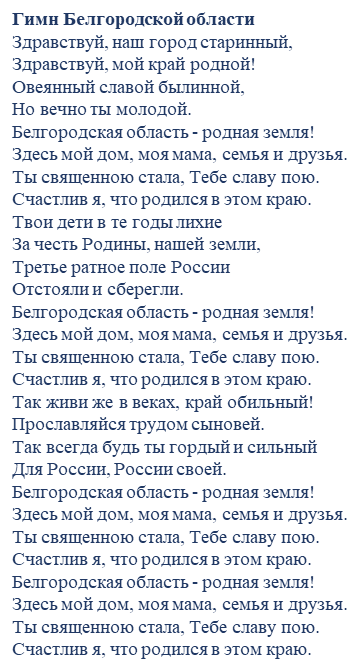 Гимн Белгородской области
Здравствуй, наш город старинный,
Здравствуй, мой край родной!
Овеянный славой былинной,
Но вечно ты молодой.
Белгородская область - родная земля!
Здесь мой дом, моя мама, семья и друзья.
Ты священною стала, Тебе славу пою.
Счастлив я, что родился в этом краю.
Твои дети в те годы лихие
За честь Родины, нашей земли,
Третье ратное поле России
Отстояли и сберегли.
Белгородская область - родная земля!
Здесь мой дом, моя мама, семья и друзья.
Ты священною стала, Тебе славу пою.
Счастлив я, что родился в этом краю.
Так живи же в веках, край обильный!
Прославляйся трудом сыновей.
Так всегда будь ты гордый и сильный
Для России, России своей.
Белгородская область - родная земля!
Здесь мой дом, моя мама, семья и друзья.
Ты священною стала, Тебе славу пою.
Счастлив я, что родился в этом краю.
Белгородская область - родная земля!
Здесь мой дом, моя мама, семья и друзья.
Ты священною стала, Тебе славу пою.
Счастлив я, что родился в этом краю.